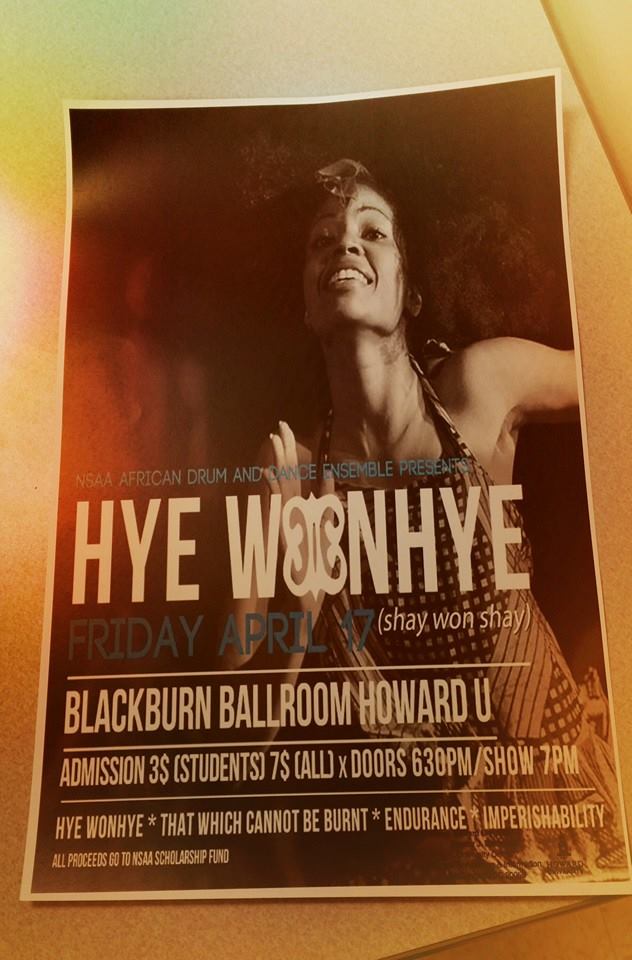 NSAA AFRICAN DRUM AND DANCE ENSEMBLE PRESENTS:
HYE WONHYE
FRIDAY APRIL 17 (shay won shay)
BLACKBURN BALLROOM HOWARD U
ADMISSION 3$ (STUDENTS) 7$ (ALL) x DOORS 630PM/SHOW 7PM
HYE WONHYE * THAT WHICH CANNOT BE BURNT * ENDURANCE * IMPERISHABILITY
ALL PROCEEDS GO TO NSAA SCHOLARSHIP FUND
HOWARD